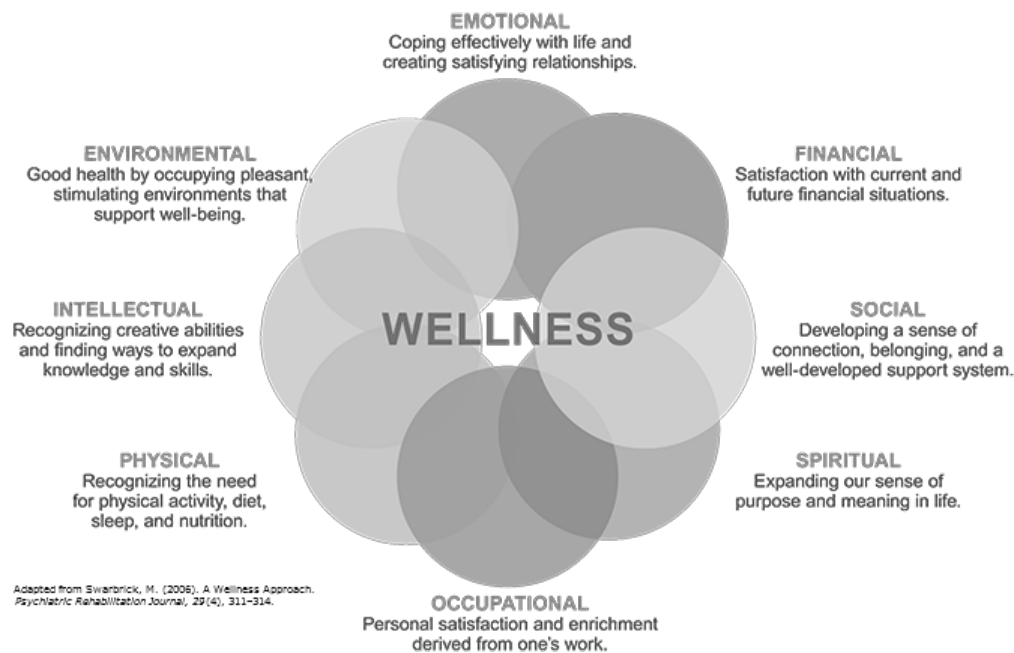 EMOTIONAL
Coping effectively with life and
creating satisfying relationships.
ENVIRONMENTAL
Good health by occupying pleasant,
stimulating environments that
support well-being.
FINANCIAL
Satisfaction with current and
future financial situations.
INTELLECTUAL
Recognizing creative abilities
and finding ways to expand
knowledge and skills.
WELLNESS
SOCIAL
Developing a sense of
connection, belonging, and a
well-developed support system.
PHYSICAL
Recognizing the need
for physical activity, diet,
sleep, and nutrition.
SPIRITUAL
Expanding our sense of
purpose and meaning in life.
Adapted from Swarbrick, M. (2006). A Wellness Approach.
Psychiatric Rehabilitation Journal, 29(4), 311–314.
OCCUPATIONAL
Personal satisfaction and enrichment
derived from one's work.